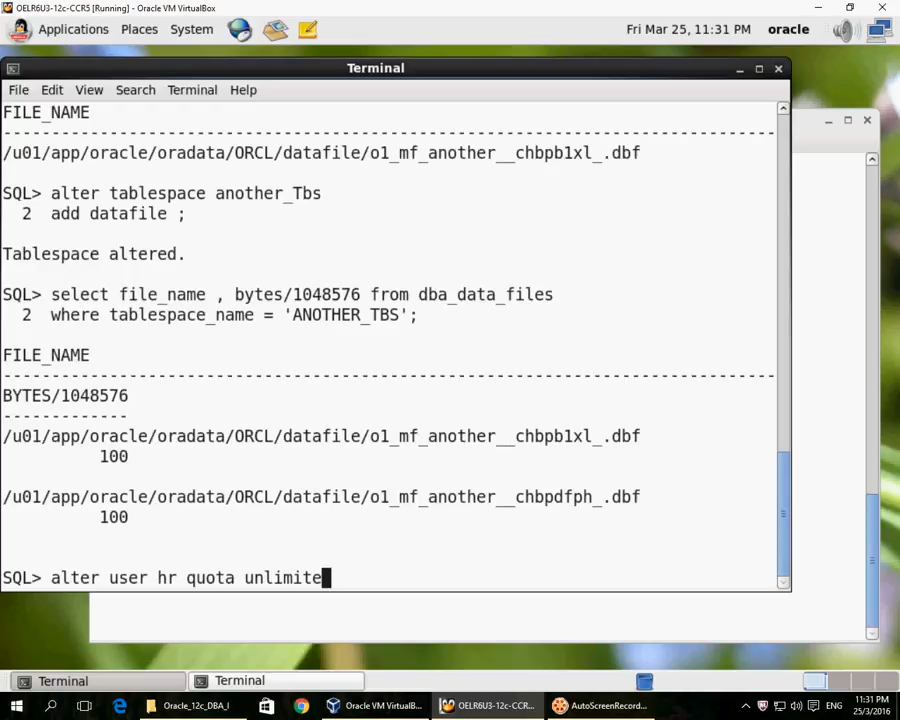 OELR6U3-12c-CCR5 [Running] - Oracle VM VirtualBox
Applications Places System Fri Mar 25, 11:31 PM oracle
Terminal
File Edit View Search Terminal Help
FILE_NAME
--------------------------------------------------------------------------------
/u01/app/oracle/oradata/ORCL/datafile/o1_mf_another__chbpb1xl_.dbf
SQL> alter tablespace another_Tbs
2 add datafile ;
Tablespace altered.
SQL> select file_name , bytes/1048576 from dba_data_files
2 where tablespace_name = 'ANOTHER_TBS';
FILE_NAME
--------------------------------------------------------------------------------
BYTES/1048576
-------------
/u01/app/oracle/oradata/ORCL/datafile/o1_mf_another__chbpb1xl_.dbf
100
/u01/app/oracle/oradata/ORCL/datafile/o1_mf_another__chbpdfph_.dbf
100
SQL> alter user hr quota unlimite
Terminal Terminal
Oracle_12c_DBA_I Oracle VM VirtualB... OELR6U3-12c-CCR... AutoScreenRecord... ENG 11:31 PM
25/3/2016